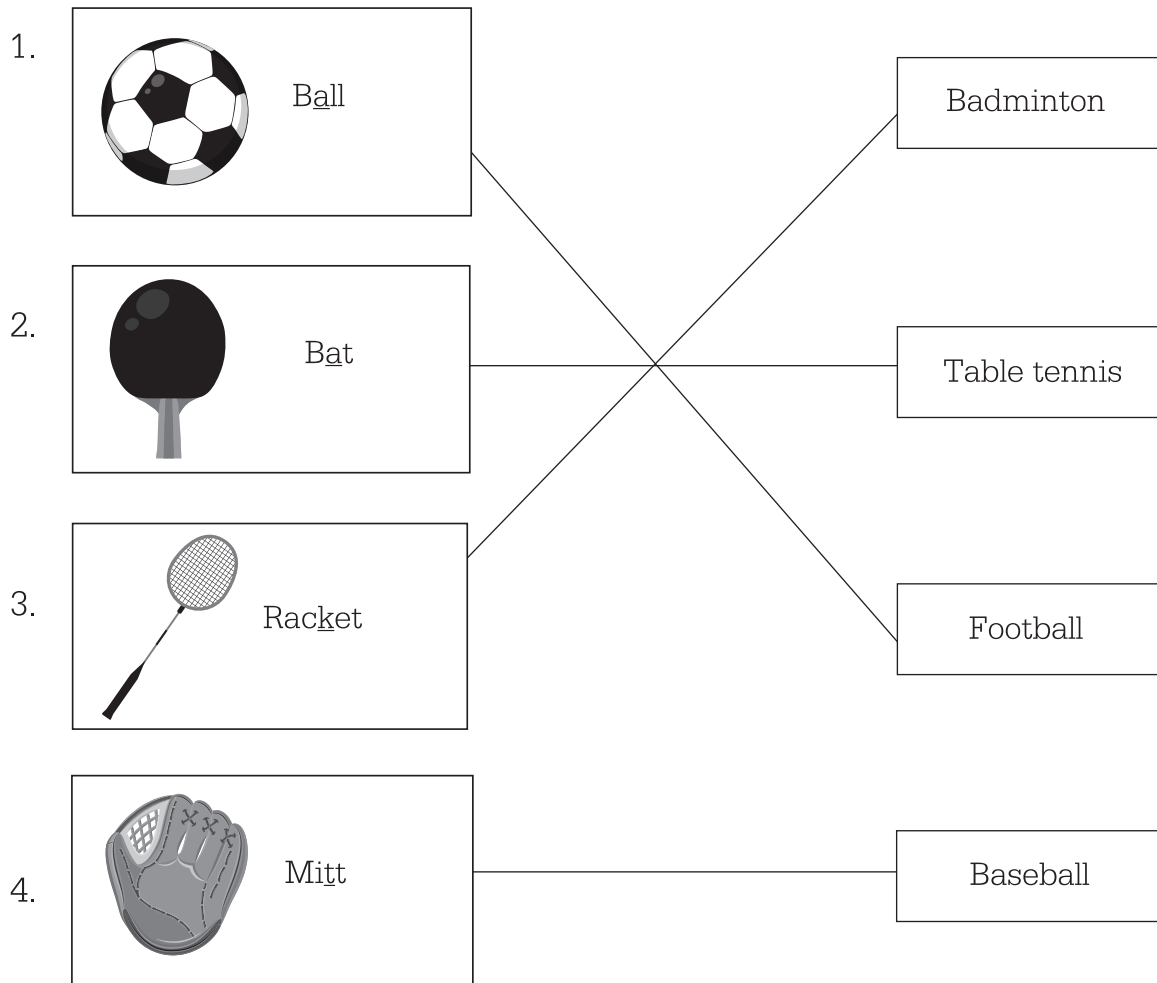 1.
Ball
Badminton
2.
Bat
Table tennis
3.
Racket
Football
4.
Mitt
Baseball